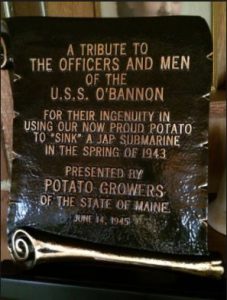 A TRIBUTE TO
THE OFFICERS AND MEN
OF THE
U.S.S. O'BANNON
FOR THEIR INGENUITY IN
USING OUR NOW PROUD POTATO
TO "SINK" A JAP SUBMARINE
IN THE SPRING OF 1943
PRESENTED BY
POTATO GROWERS
OF THE STATE OF MAINE
JUNE 14, 1945